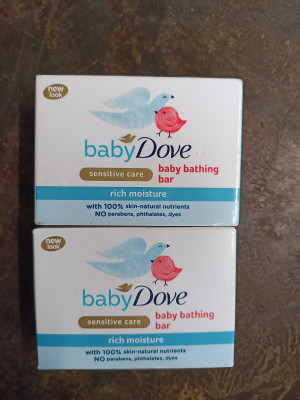 new
look
baby Dove
sensitive care
baby bathing
bar
rich moisture
with 100% skin-natural nutrients
NO parabens, phthalates, dyes
new
look
baby Dove
sensitive care
baby bathing
bar
rich moisture
with 100% skin-natural nutrients
NO parabens, phthalates, dyes